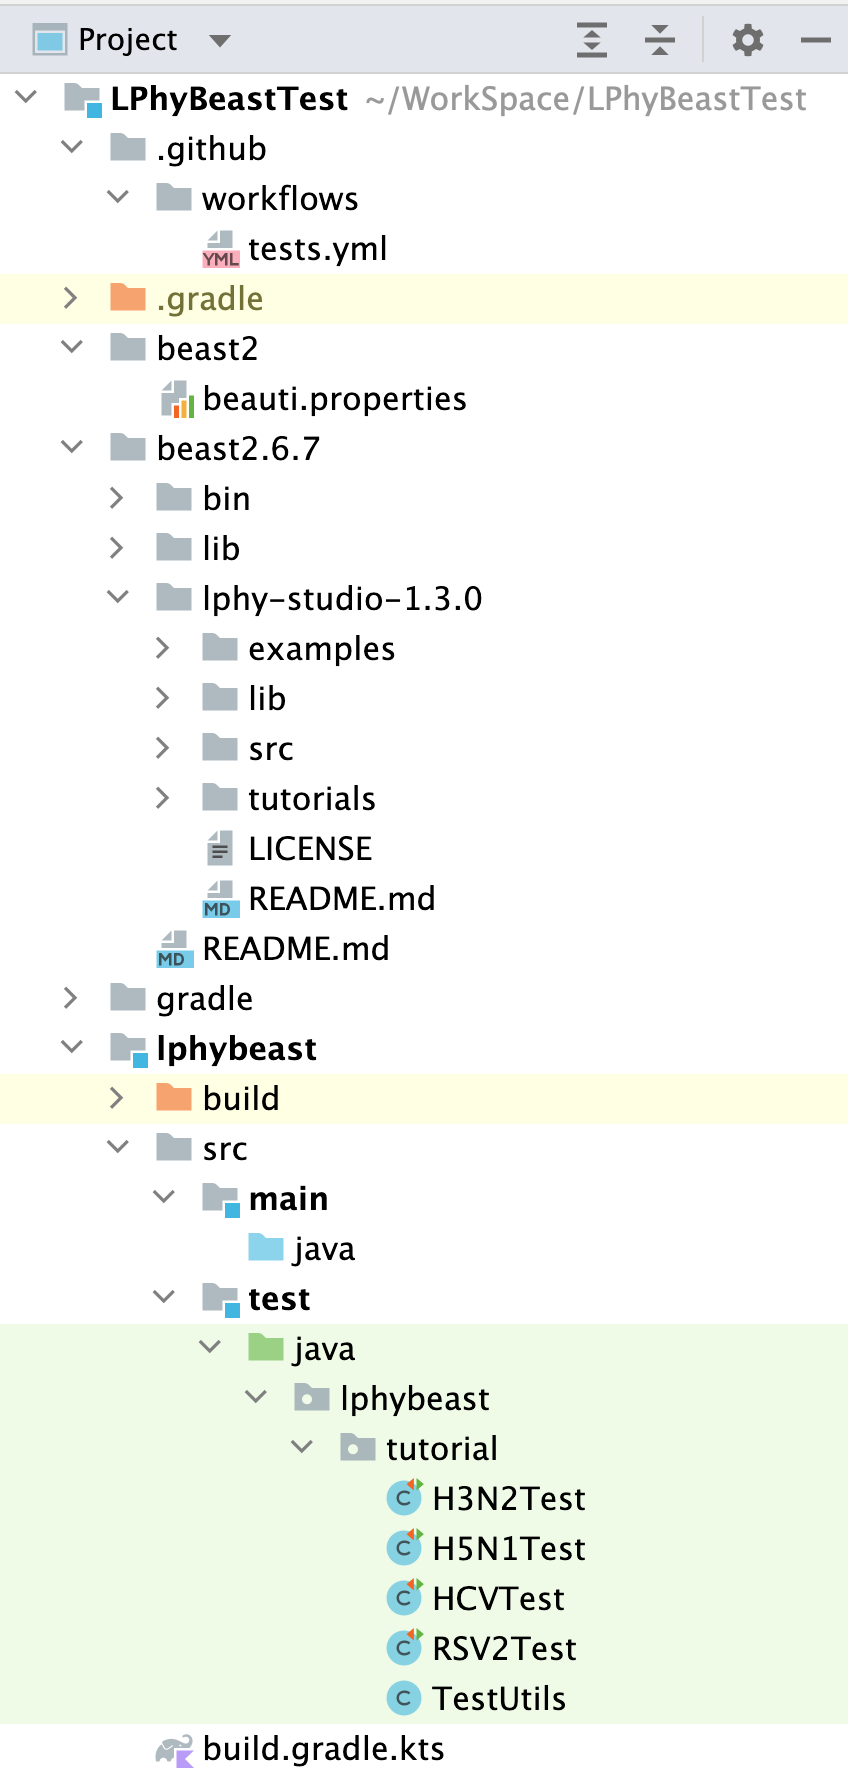 Project
LPhyBeastTest ~/WorkSpace/LPhyBeastTest
.github
workflows
YML tests.yml
.gradle
beast2
beauti.properties
beast2.6.7
bin
lib
lphy-studio-1.3.0
examples
lib
src
tutorials
LICENSE
MD README.md
MD README.md
gradle
lphybeast
build
src
main
java
test
java
lphybeast
tutorial
C H3N2Test
C H5N1Test
C HCVTest
C RSV2Test
C TestUtils
build.gradle.kts